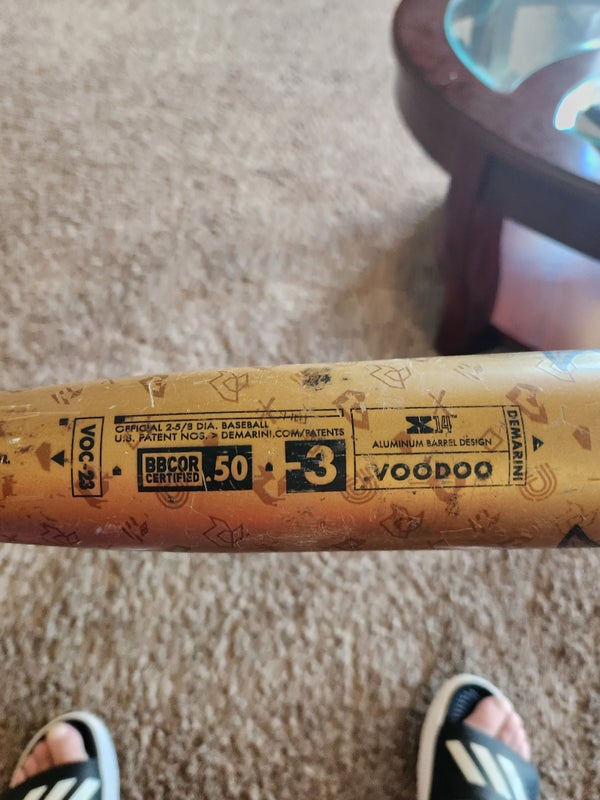 VOC-23
OFFICIAL 2-5/8 DIA. BASEBALL
U.S. PATENT NOS. > DEMARINI.COM/PATENTS
BBCOR
CERTIFIED
.50
-3
X14
ALUMINUM BARREL DESIGN
VOODOO
DEMARINI